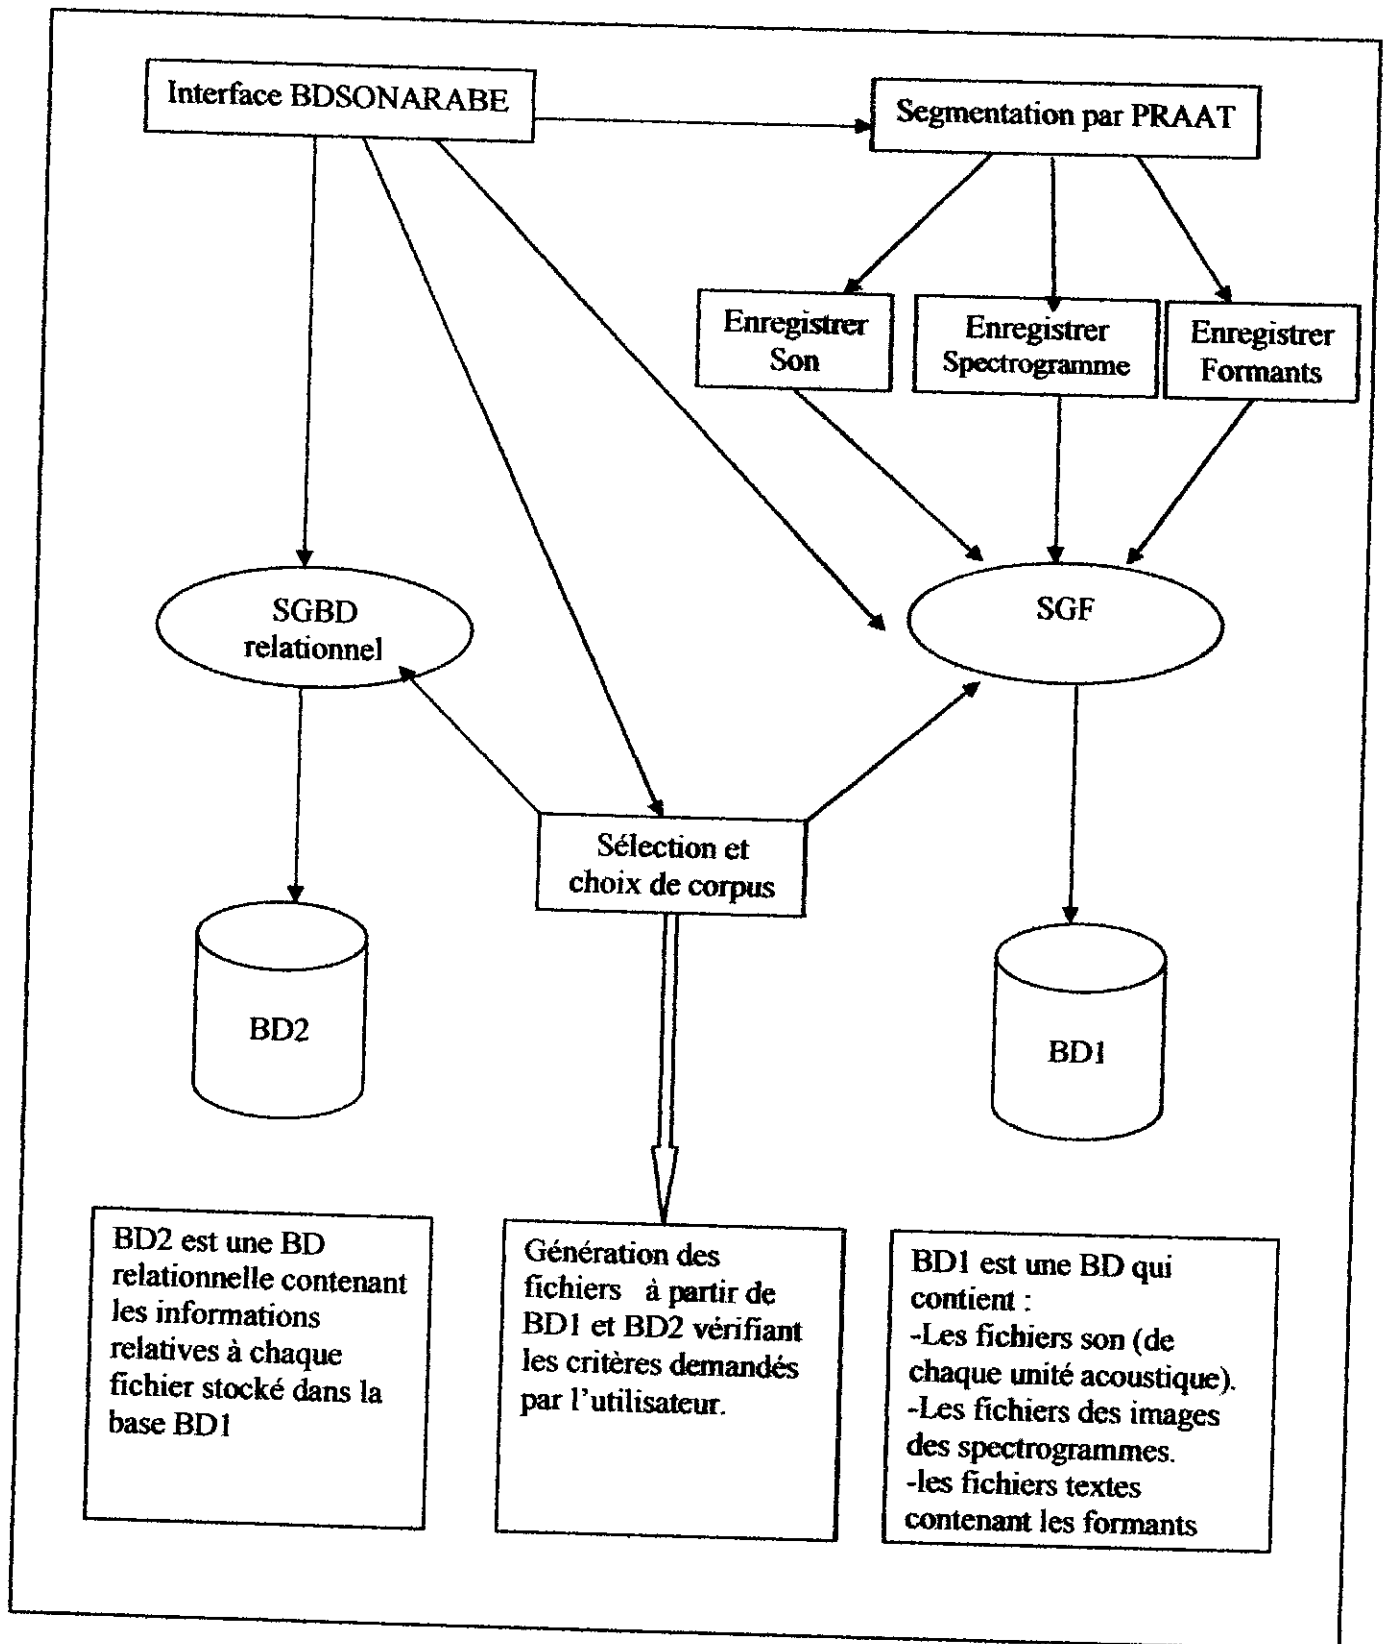 Interface BDSONARABE
Segmentation par PRAAT
Enregistrer
Son
Enregistrer
Spectrogramme
Enregistrer
Formants
SGBD
relationnel
SGF
Sélection et
choix de corpus
BD2
BD1
BD2 est une BD
relationnelle contenant
les informations
relatives à chaque
fichier stocké dans la
base BD1
Génération des
fichiers à partir de
BD1 et BD2 vérifiant
les critères demandés
par l'utilisateur.
BD1 est une BD qui
contient :
-Les fichiers son (de
chaque unité acoustique).
-Les fichiers des images
des spectrogrammes.
-les fichiers textes
contenant les formants